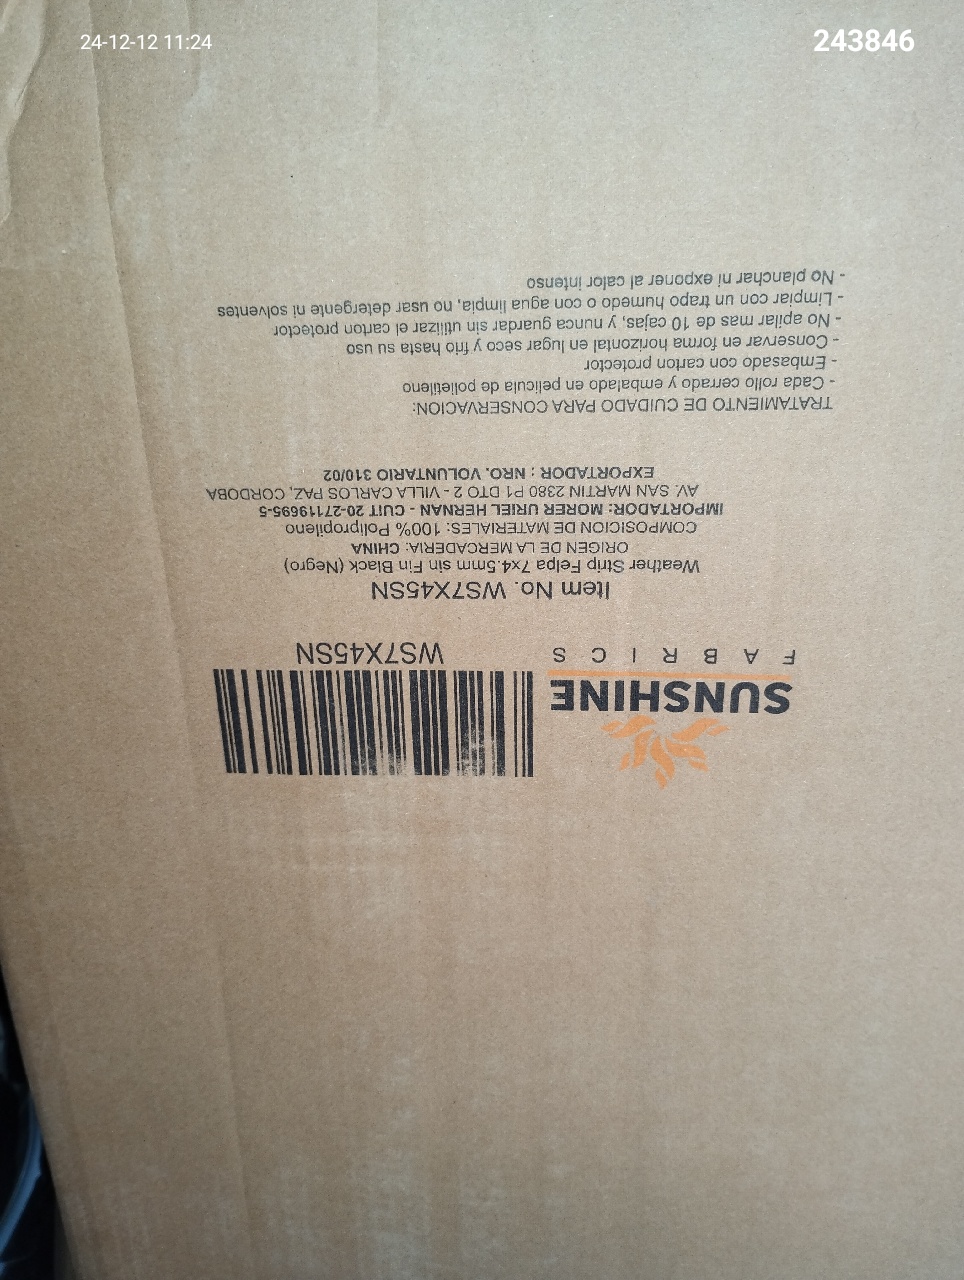 24-12-12 11:24
243846
SUNSHINE
FABRICS
WS7X45SN
Item No. WS7X45SN
Weather Strip Felpa 7x4.5mm sin Fin Black (Negro)
ORIGEN DE LA MERCADERIA: CHINA
COMPOSICION DE MATERIALES: 100% Polipropileno
IMPORTADOR: MORER URIEL HERNAN - CUIT 20-27119695-5
AV. SAN MARTIN 2380 P1 DTO 2 - VILLA CARLOS PAZ, CORDOBA
EXPORTADOR : NRO. VOLUNTARIO 310/02
TRATAMIENTO DE CUIDADO PARA CONSERVACION:
- Cada rollo cerrado y embalado en pelicula de polietileno
- Embasado con carton protector
- Conservar en forma horizontal en lugar seco y frio hasta su uso
- No apilar mas de 10 cajas, y nunca guardar sin utilizar el carton protector
- Limpiar con un trapo humedo o con agua limpia, no usar detergente ni solventes
- No planchar ni exponer al calor intenso